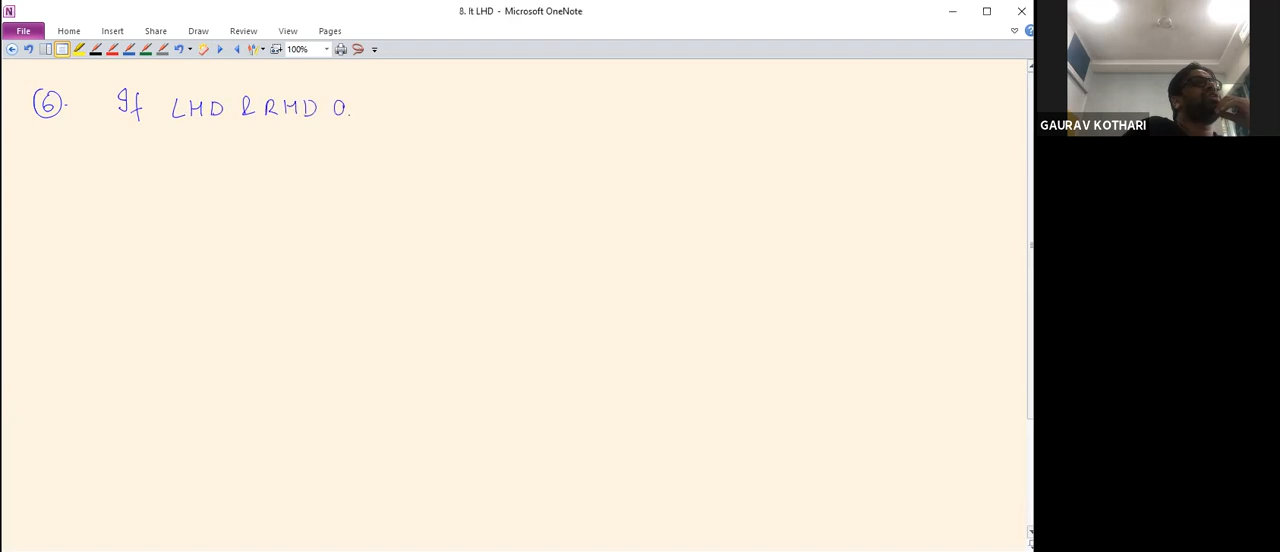 8. It LHD - Microsoft OneNote
File Home Insert Share Draw Review View Pages
100%
(6). If LHD & RHD a.
GAURAV KOTHARI